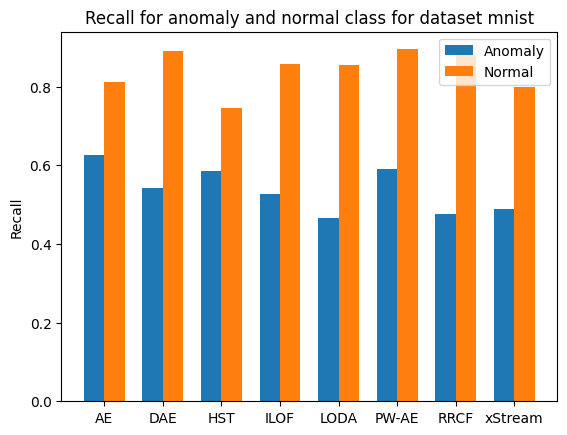 Recall for anomaly and normal class for dataset mnist
Anomaly
Normal
0.8
0.6
0.4
0.2
0.0
Recall
AE DAE HST ILOF LODA PW-AE RRCF xStream